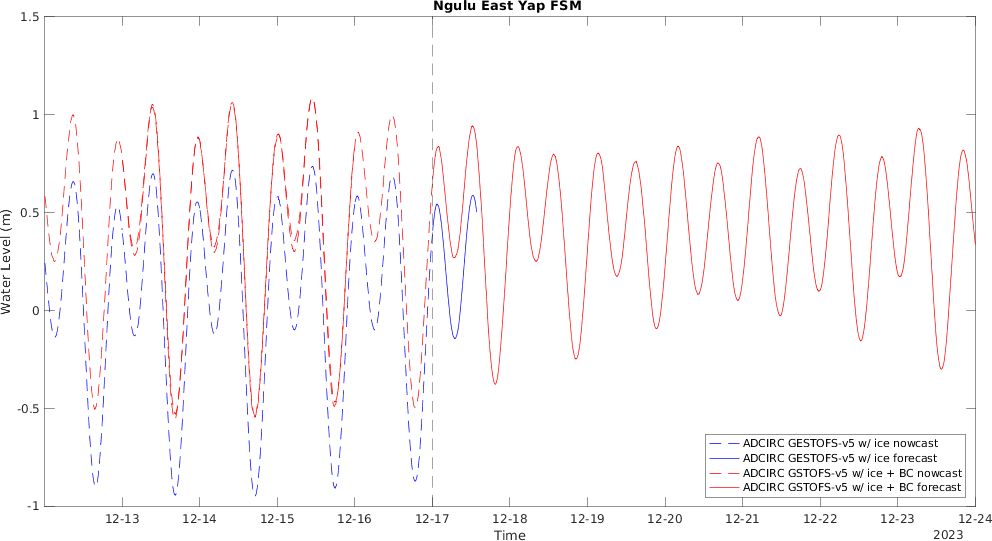 Ngulu East Yap FSM
1.5
1
0.5
0
-0.5
-1
Water Level (m)
12-13
12-14
12-15
12-16
12-17
12-18
12-19
12-20
12-21
12-22
12-23
12-24
Time
2023
ADCIRC GESTOFS-v5 w/ ice nowcast
ADCIRC GESTOFS-v5 w/ ice forecast
ADCIRC GSTOFS-v5 w/ ice + BC nowcast
ADCIRC GSTOFS-v5 w/ ice + BC forecast